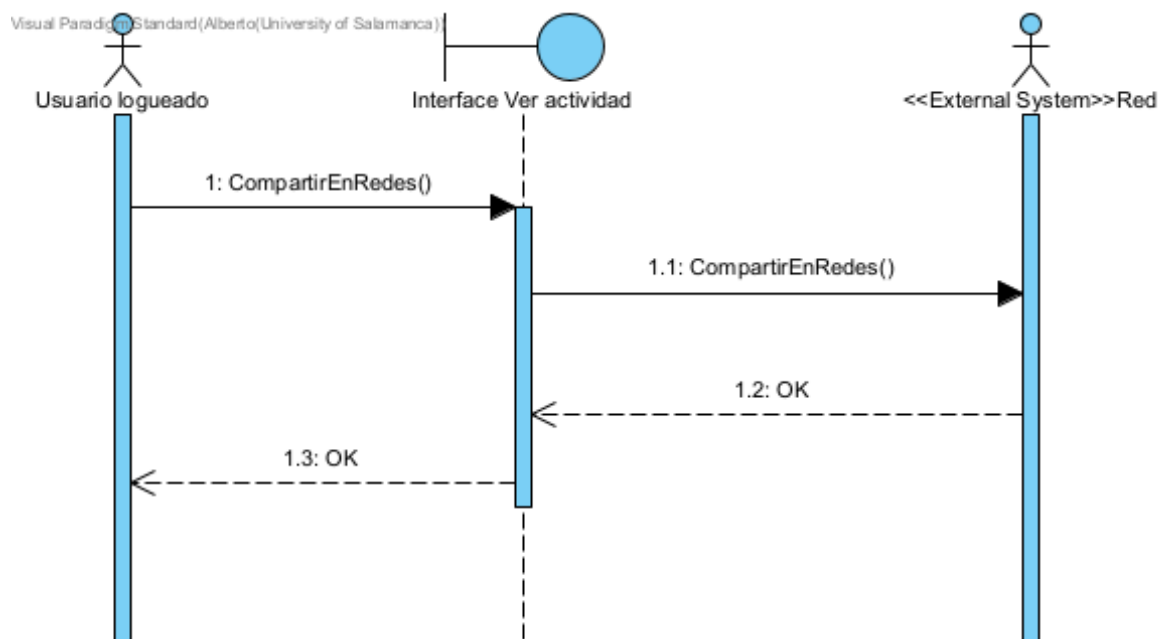 Visual Paradigm Standard(Alberto(University of Salamanca))
Usuario logueado
Interface Ver actividad
<<External System>>Red
1: CompartirEnRedes()
1.1: CompartirEnRedes()
1.2: OK
1.3: OK